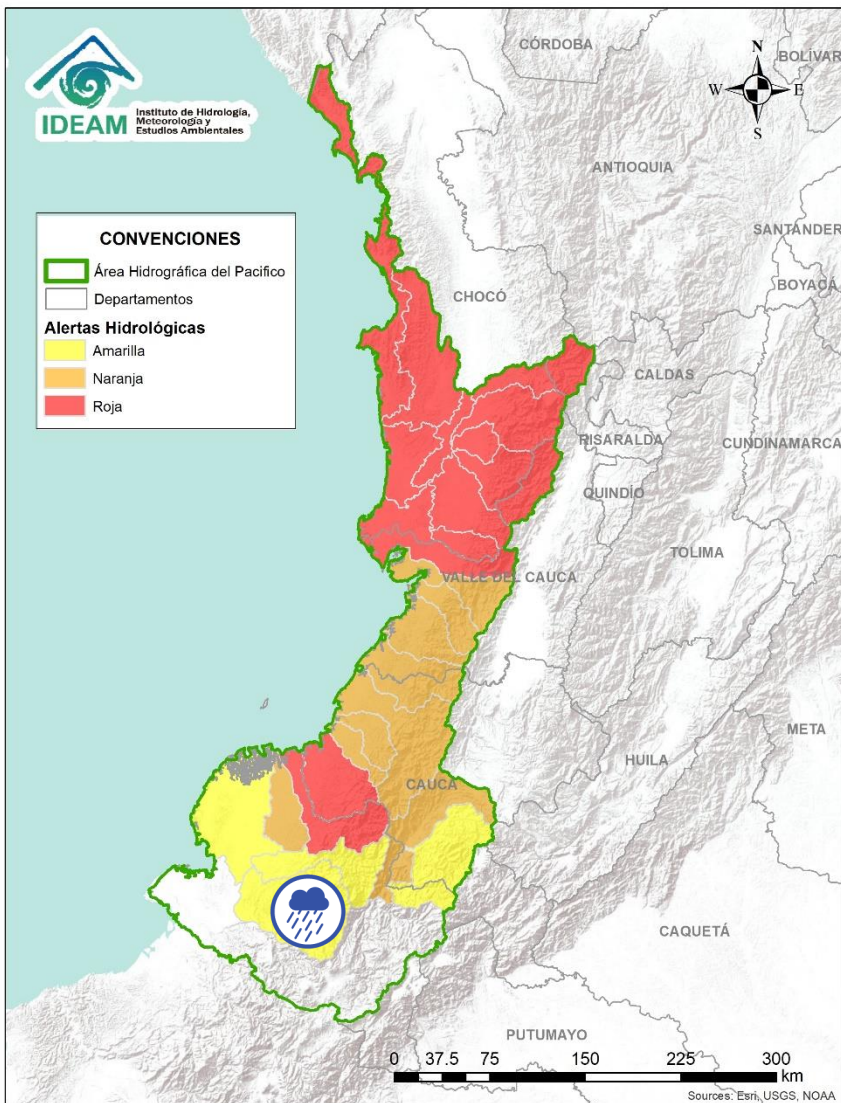 IDEAM
Instituto de Hidrología,
Meteorología y
Estudios Ambientales
CÓRDOBA
BOLÍVAR
N
W
E
S
ANTIOQUIA
SANTANDER
BOYACÁ
CONVENCIONES
Área Hidrográfica del Pacifico
Departamentos
Alertas Hidrológicas
Amarilla
Naranja
Roja
CHOCÓ
CALDAS
RISARALDA
CUNDINAMARCA
QUINDÍO
TOLIMA
VALLE DEL CAUCA
META
HUILA
CAUCA
CAQUETÁ
PUTUMAYO
0 37.5 75 150 225 300
km
Sources: Esri, USGS, NOAA